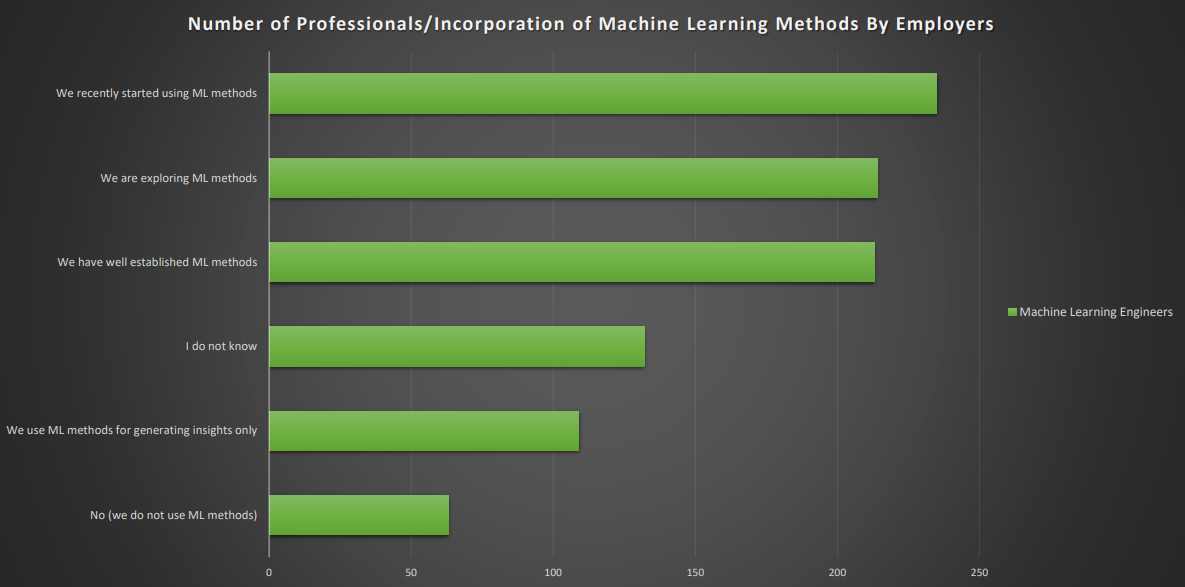 Number of Professionals/Incorporation of Machine Learning Methods By Employers
We recently started using ML methods
We are exploring ML methods
We have well established ML methods
I do not know
We use ML methods for generating insights only
No (we do not use ML methods)
0 50 100 150 200 250
Machine Learning Engineers